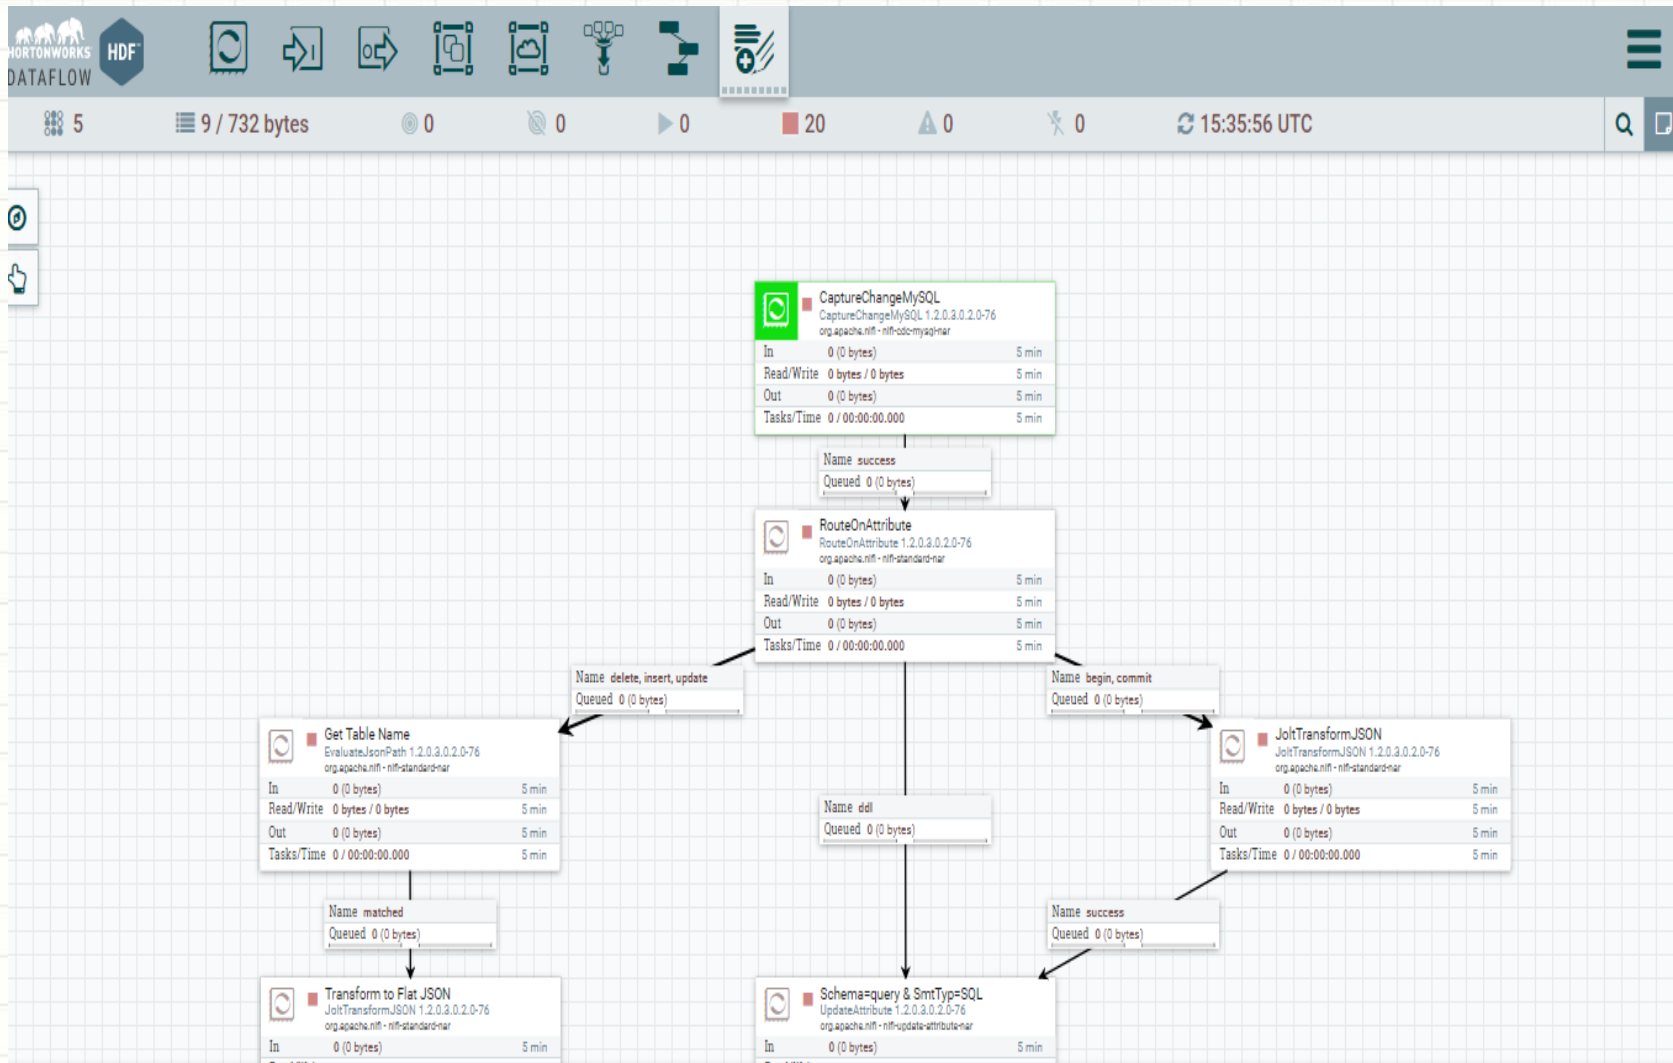 HORTONWORKS
DATAFLOW
HDF
5
9 / 732 bytes
0
0
0
20
0
0
15:35:56 UTC
CaptureChangeMySQL
CaptureChangeMySQL 1.2.0.3.0.2.0-76
org.apache.nifi - nifi-cdc-mysql-nar
In 0 (0 bytes) 5 min
Read/Write 0 bytes / 0 bytes 5 min
Out 0 (0 bytes) 5 min
Tasks/Time 0 / 00:00:00.000 5 min
Name success
Queued 0 (0 bytes)
RouteOnAttribute
RouteOnAttribute 1.2.0.3.0.2.0-76
org.apache.nifi - nifi-standard-nar
In 0 (0 bytes) 5 min
Read/Write 0 bytes / 0 bytes 5 min
Out 0 (0 bytes) 5 min
Tasks/Time 0 / 00:00:00.000 5 min
Name delete, insert, update
Queued 0 (0 bytes)
Name begin, commit
Queued 0 (0 bytes)
Get Table Name
EvaluateJsonPath 1.2.0.3.0.2.0-76
org.apache.nifi - nifi-standard-nar
In 0 (0 bytes) 5 min
Read/Write 0 bytes / 0 bytes 5 min
Out 0 (0 bytes) 5 min
Tasks/Time 0 / 00:00:00.000 5 min
Name ddl
Queued 0 (0 bytes)
JoltTransformJSON
JoltTransformJSON 1.2.0.3.0.2.0-76
org.apache.nifi - nifi-standard-nar
In 0 (0 bytes) 5 min
Read/Write 0 bytes / 0 bytes 5 min
Out 0 (0 bytes) 5 min
Tasks/Time 0 / 00:00:00.000 5 min
Name matched
Queued 0 (0 bytes)
Name success
Queued 0 (0 bytes)
Transform to Flat JSON
JoltTransformJSON 1.2.0.3.0.2.0-76
org.apache.nifi - nifi-standard-nar
In 0 (0 bytes) 5 min
Schema=query & SmtTyp=SQL
UpdateAttribute 1.2.0.3.0.2.0-76
org.apache.nifi - nifi-update-attribute-nar
In 0 (0 bytes) 5 min